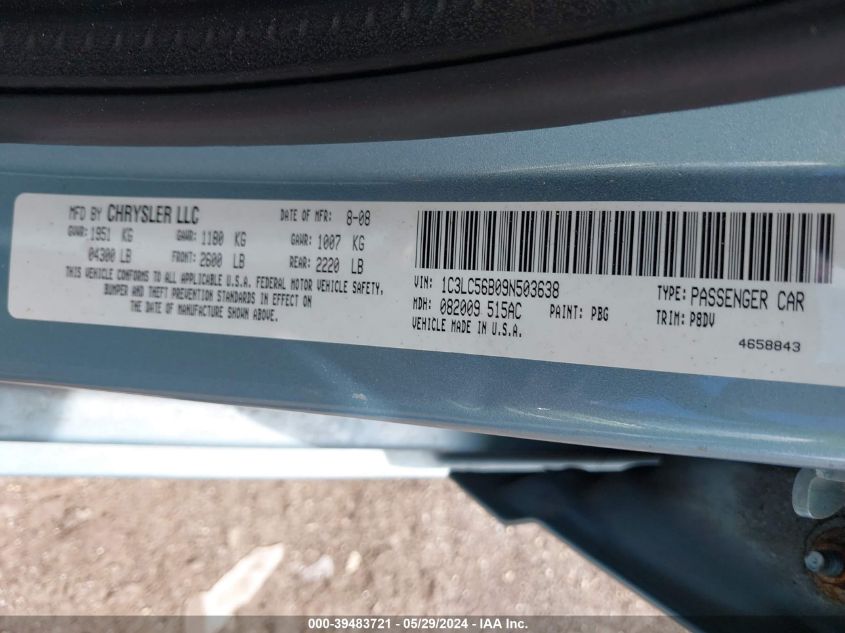 MFD BY CHRYSLER LLC DATE OF MFR: 8-08
GVWR: 1951 KG GAWR: 1180 KG GAWR: 1007 KG
04300 LB FRONT: 2600 LB REAR: 2220 LB
THIS VEHICLE CONFORMS TO ALL APPLICABLE U.S.A. FEDERAL MOTOR VEHICLE SAFETY,
BUMPER AND THEFT PREVENTION STANDARDS IN EFFECT ON
THE DATE OF MANUFACTURE SHOWN ABOVE.
VIN: 1C3LC56B09N503638 TYPE: PASSENGER CAR
MDH: 082009 515AC PAINT: PBG TRIM: P8DV
VEHICLE MADE IN U.S.A.
4658843
000-39483721 - 05/29/2024 - IAA Inc.